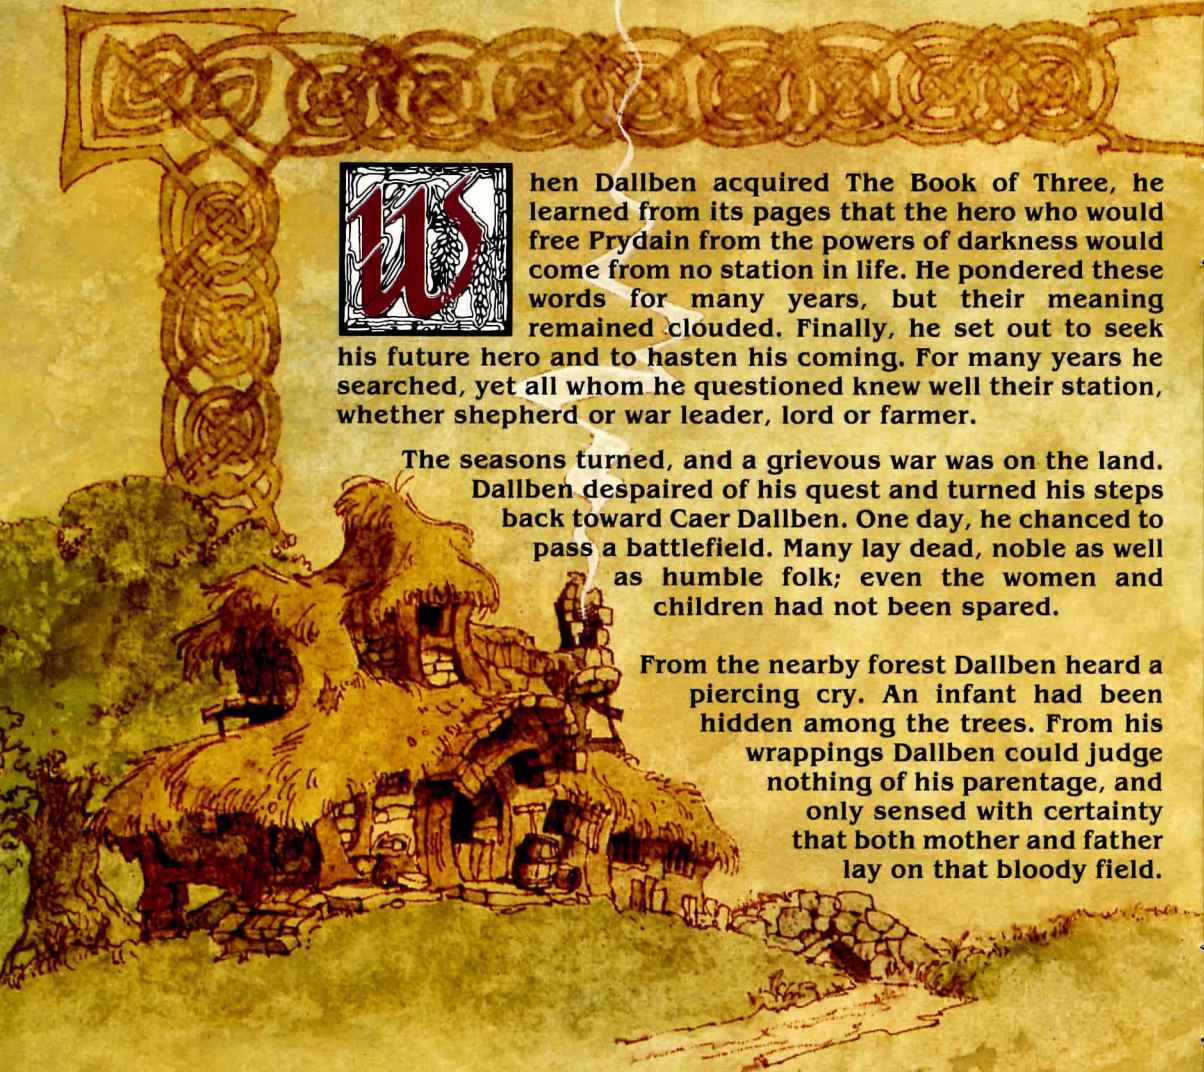 When Dallben acquired The Book of Three, he
learned from its pages that the hero who would
free Prydain from the powers of darkness would
come from no station in life. He pondered these
words for many years, but their meaning
remained clouded. Finally, he set out to seek
his future hero and to hasten his coming. For many years he
searched, yet all whom he questioned knew well their station,
whether shepherd or war leader, lord or farmer.
The seasons turned, and a grievous war was on the land.
Dallben despaired of his quest and turned his steps
back toward Caer Dallben. One day, he chanced to
pass a battlefield. Many lay dead, noble as well
as humble folk; even the women and
children had not been spared.
From the nearby forest Dallben heard a
piercing cry. An infant had been
hidden among the trees. From his
wrappings Dallben could judge
nothing of his parentage, and
only sensed with certainty
that both mother and father
lay on that bloody field.